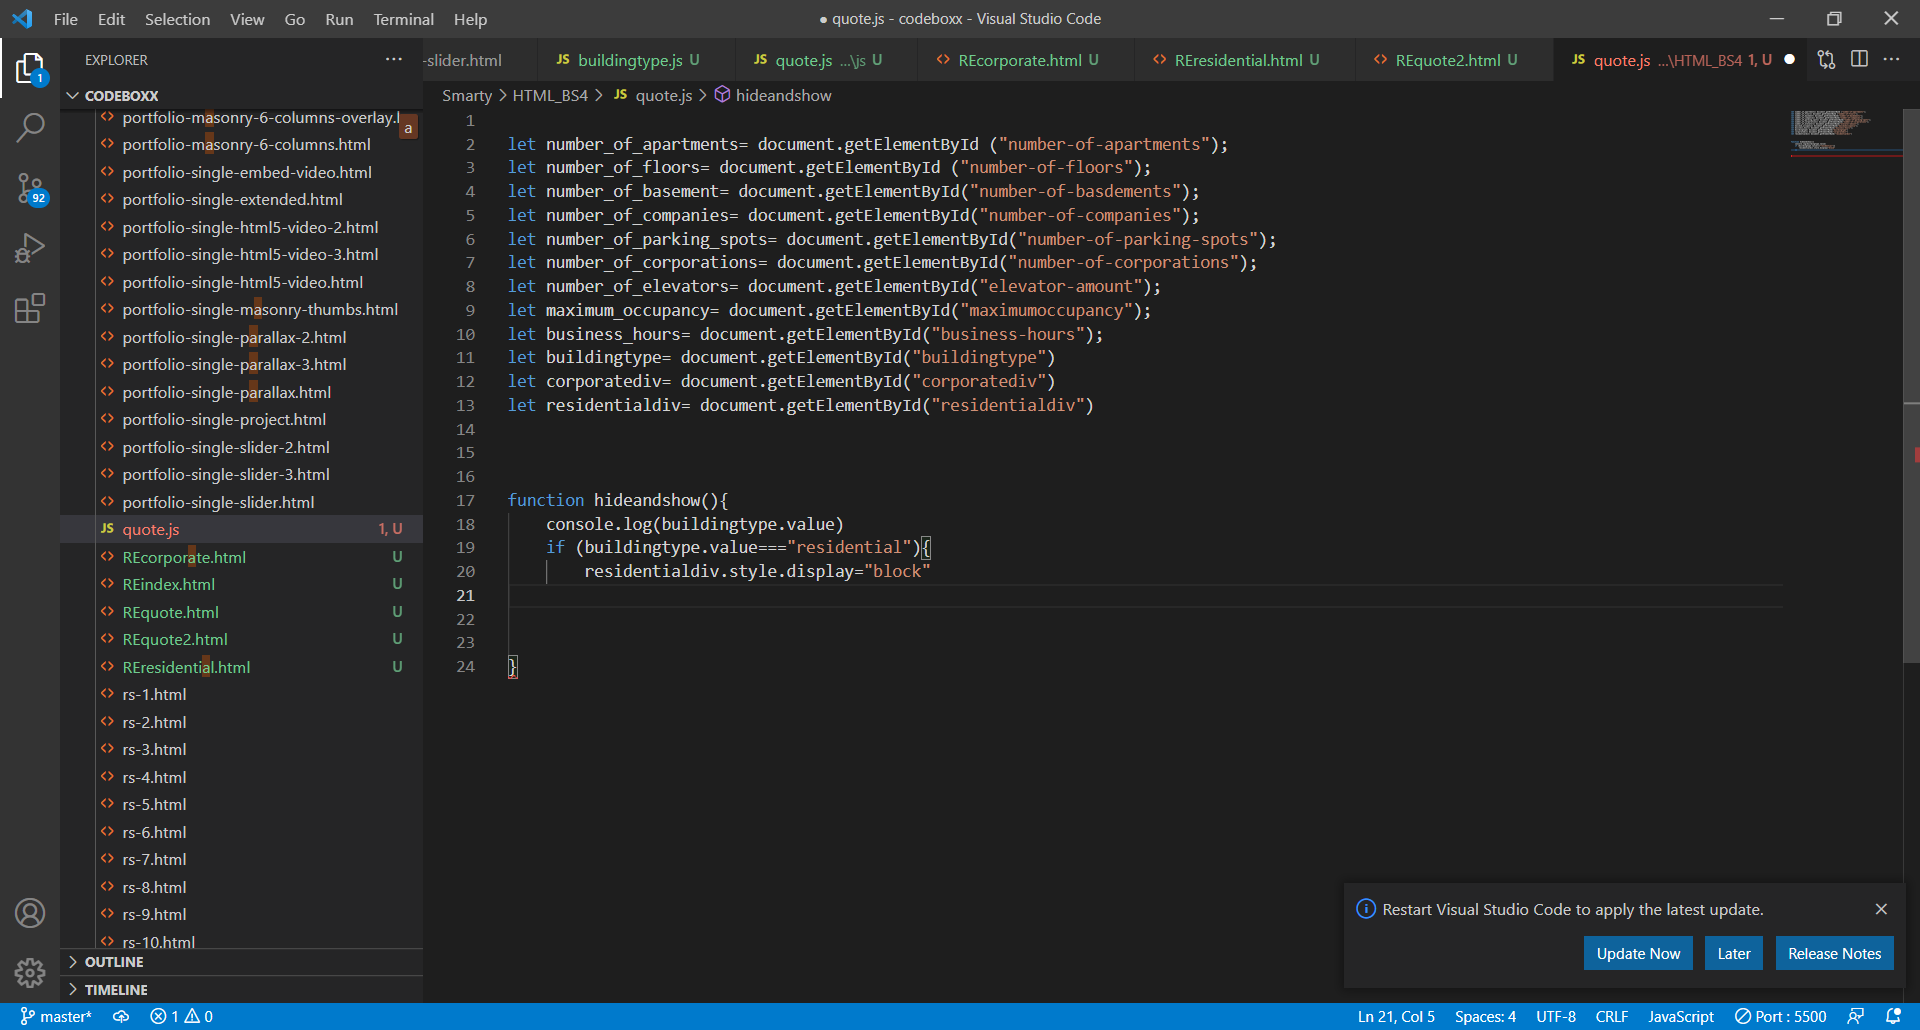 File Edit Selection View Go Run Terminal Help
● quote.js - codeboxx - Visual Studio Code
EXPLORER
-slider.html
JS buildingtype.js U
JS quote.js ...\js U
REcorporate.html U
REresidential.html U
REquote2.html U
JS quote.js ...\HTML_BS4 1, U
CODEBOXX
Smarty > HTML_BS4 > JS quote.js > hideandshow
1
92
a
portfolio-masonry-6-columns-overlay.
portfolio-masonry-6-columns.html
portfolio-single-embed-video.html
portfolio-single-extended.html
portfolio-single-html5-video-2.html
portfolio-single-html5-video-3.html
portfolio-single-html5-video.html
portfolio-single-masonry-thumbs.html
portfolio-single-parallax-2.html
portfolio-single-parallax-3.html
portfolio-single-parallax.html
portfolio-single-project.html
portfolio-single-slider-2.html
portfolio-single-slider-3.html
portfolio-single-slider.html
JS quote.js 1, U
REcorporate.html U
REindex.html U
REquote.html U
REquote2.html U
REresidential.html U
rs-1.html
rs-2.html
rs-3.html
rs-4.html
rs-5.html
rs-6.html
rs-7.html
rs-8.html
rs-9.html
rs-10.html
OUTLINE
TIMELINE
1
2 let number_of_apartments= document.getElementById ("number-of-apartments");
3 let number_of_floors= document.getElementById ("number-of-floors");
4 let number_of_basement= document.getElementById("number-of-basdements");
5 let number_of_companies= document.getElementById("number-of-companies");
6 let number_of_parking_spots= document.getElementById("number-of-parking-spots");
7 let number_of_corporations= document.getElementById("number-of-corporations");
8 let number_of_elevators= document.getElementById("elevator-amount");
9 let maximum_occupancy= document.getElementById("maximumoccupancy");
10 let business_hours= document.getElementById("business-hours");
11 let buildingtype= document.getElementById("buildingtype")
12 let corporatediv= document.getElementById("corporatediv")
13 let residentialdiv= document.getElementById("residentialdiv")
14
15
16
17 function hideandshow(){
18 console.log(buildingtype.value)
19 if (buildingtype.value==="residential"){
20 residentialdiv.style.display="block"
21
22
23
24 }
Restart Visual Studio Code to apply the latest update.
Update Now
Later
Release Notes
master*
1 0
Ln 21, Col 5
Spaces: 4
UTF-8
CRLF
JavaScript
Port : 5500